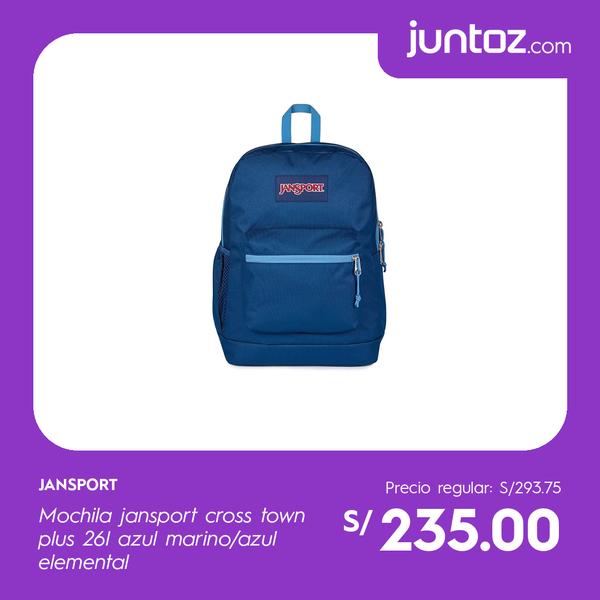 juntoz.com
JANSPORT
JANSPORT
Mochila jansport cross town
plus 26l azul marino/azul
elemental
Precio regular: S/293.75
S/ 235.00